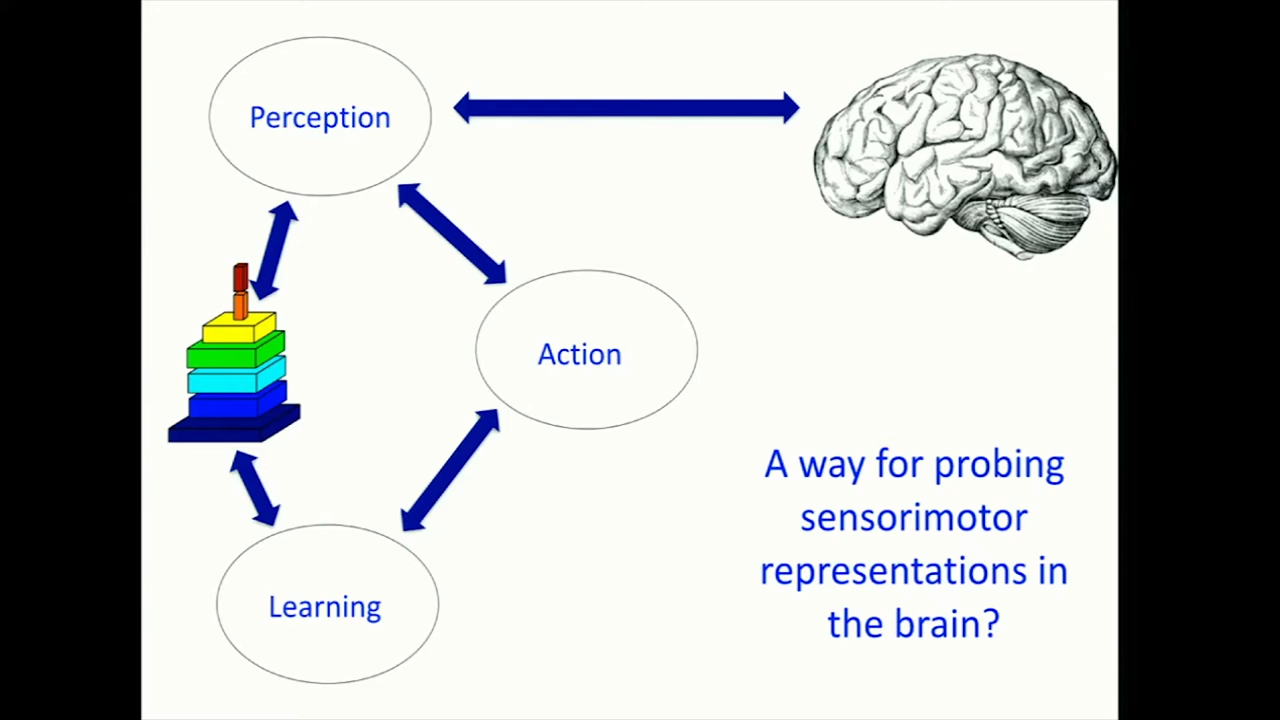 Perception
Action
Learning
A way for probing
sensorimotor
representations in
the brain?